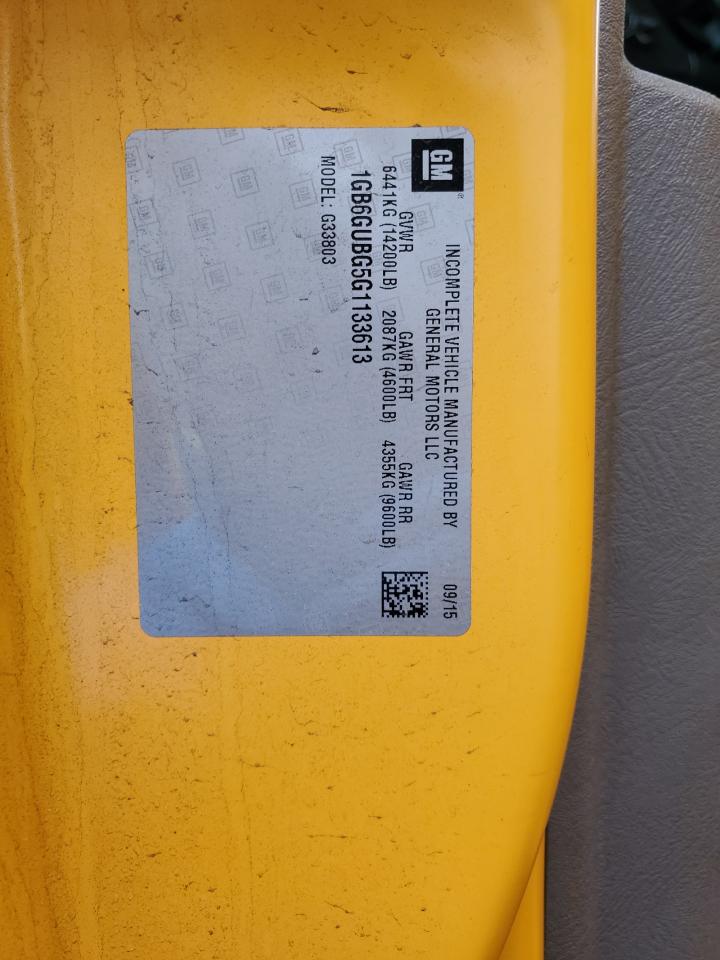 GM
INCOMPLETE VEHICLE MANUFACTURED BY
GENERAL MOTORS LLC
09/15
GVWR GAWR FRT GAWR RR
6441KG (14200LB) 2087KG (4600LB) 4355KG (9600LB)
1GB6GUBG5G1133613
MODEL: G33803